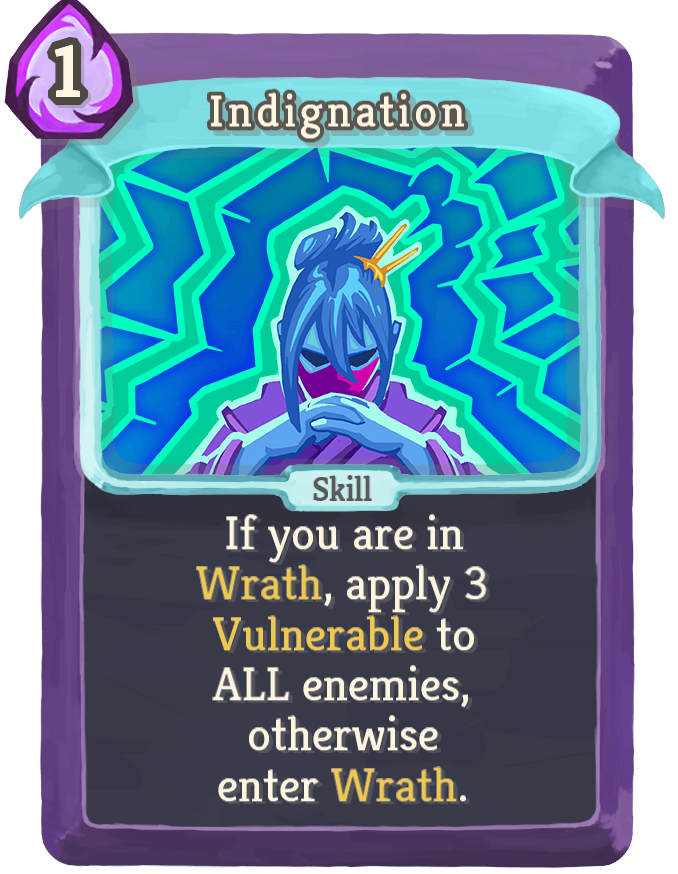 1
Indignation
Skill
If you are in
Wrath, apply 3
Vulnerable to
ALL enemies,
otherwise
enter Wrath.